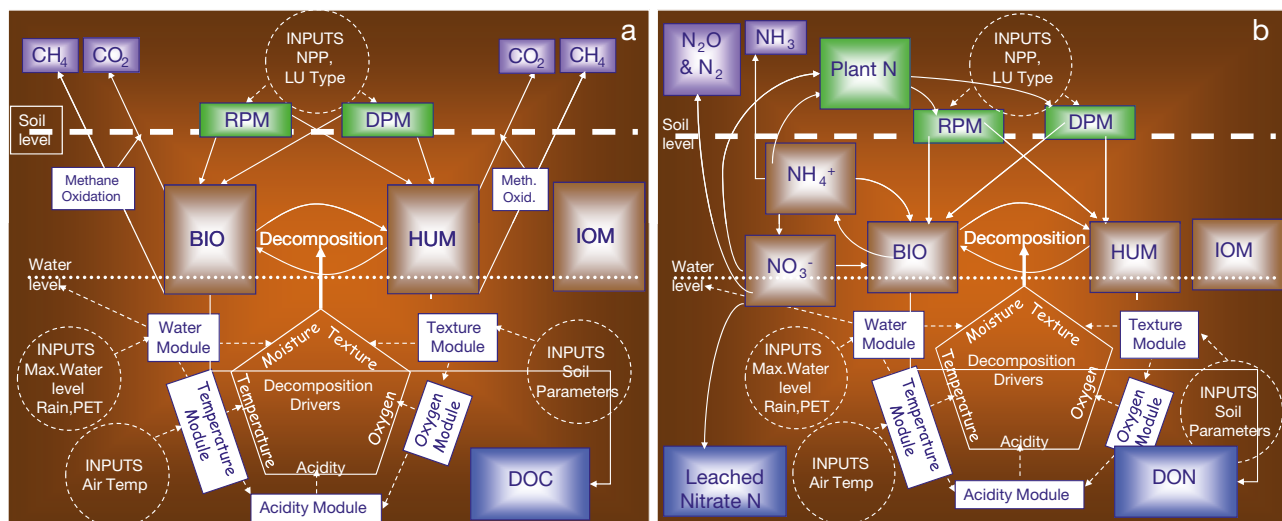 a
CH4
CO2
INPUTS
NPP,
LU Type
CO2
CH4
RPM
DPM
Soil
level
Methane
Oxidation
Meth.
Oxid.
BIO
Decomposition
HUM
IOM
Water
level
Water
Module
Moisture
Texture
Texture
Module
INPUTS
Max.Water
level
Rain,PET
Decomposition
Drivers
INPUTS
Soil
Parameters
Temperature
Module
Temperature
Oxygen
Oxygen
Module
INPUTS
Air Temp
Acidity
Acidity Module
DOC
b
N2O
& N2
NH3
Plant N
INPUTS
NPP,
LU Type
RPM
DPM
Soil
level
NH4+
BIO
Decomposition
HUM
IOM
NO3-
Water
level
Water
Module
Moisture
Texture
Texture
Module
INPUTS
Max.Water
level
Rain,PET
Decomposition
Drivers
INPUTS
Soil
Parameters
Temperature
Module
Temperature
Oxygen
Oxygen
Module
INPUTS
Air Temp
Acidity
Acidity Module
Leached
Nitrate N
DON